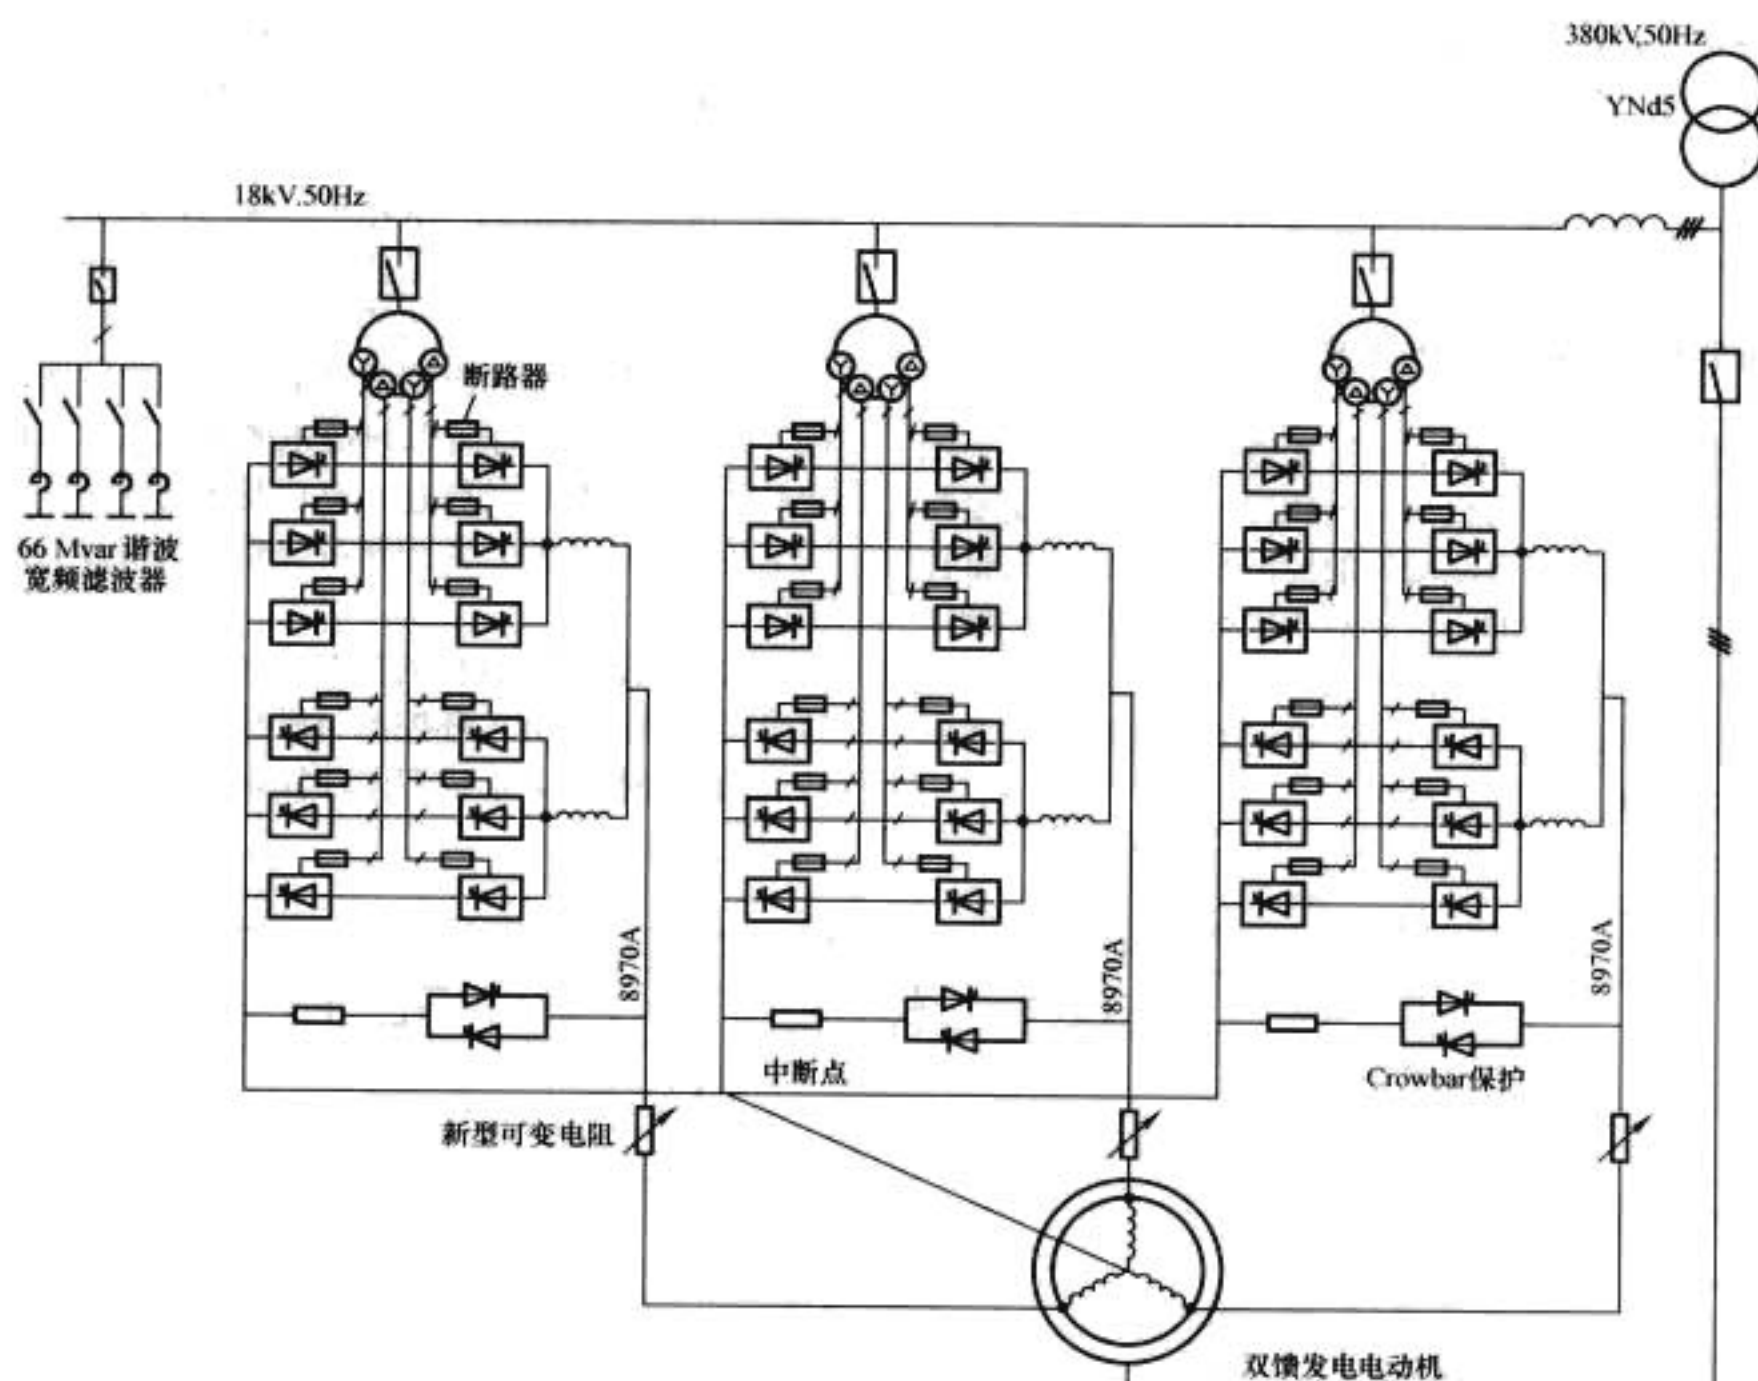 380kV,50Hz
YNd5
18kV.50Hz
断路器
66 Mvar 谐波
宽频滤波器
8970A
8970A
8970A
中断点
Crowbar保护
新型可变电阻
双馈发电电动机